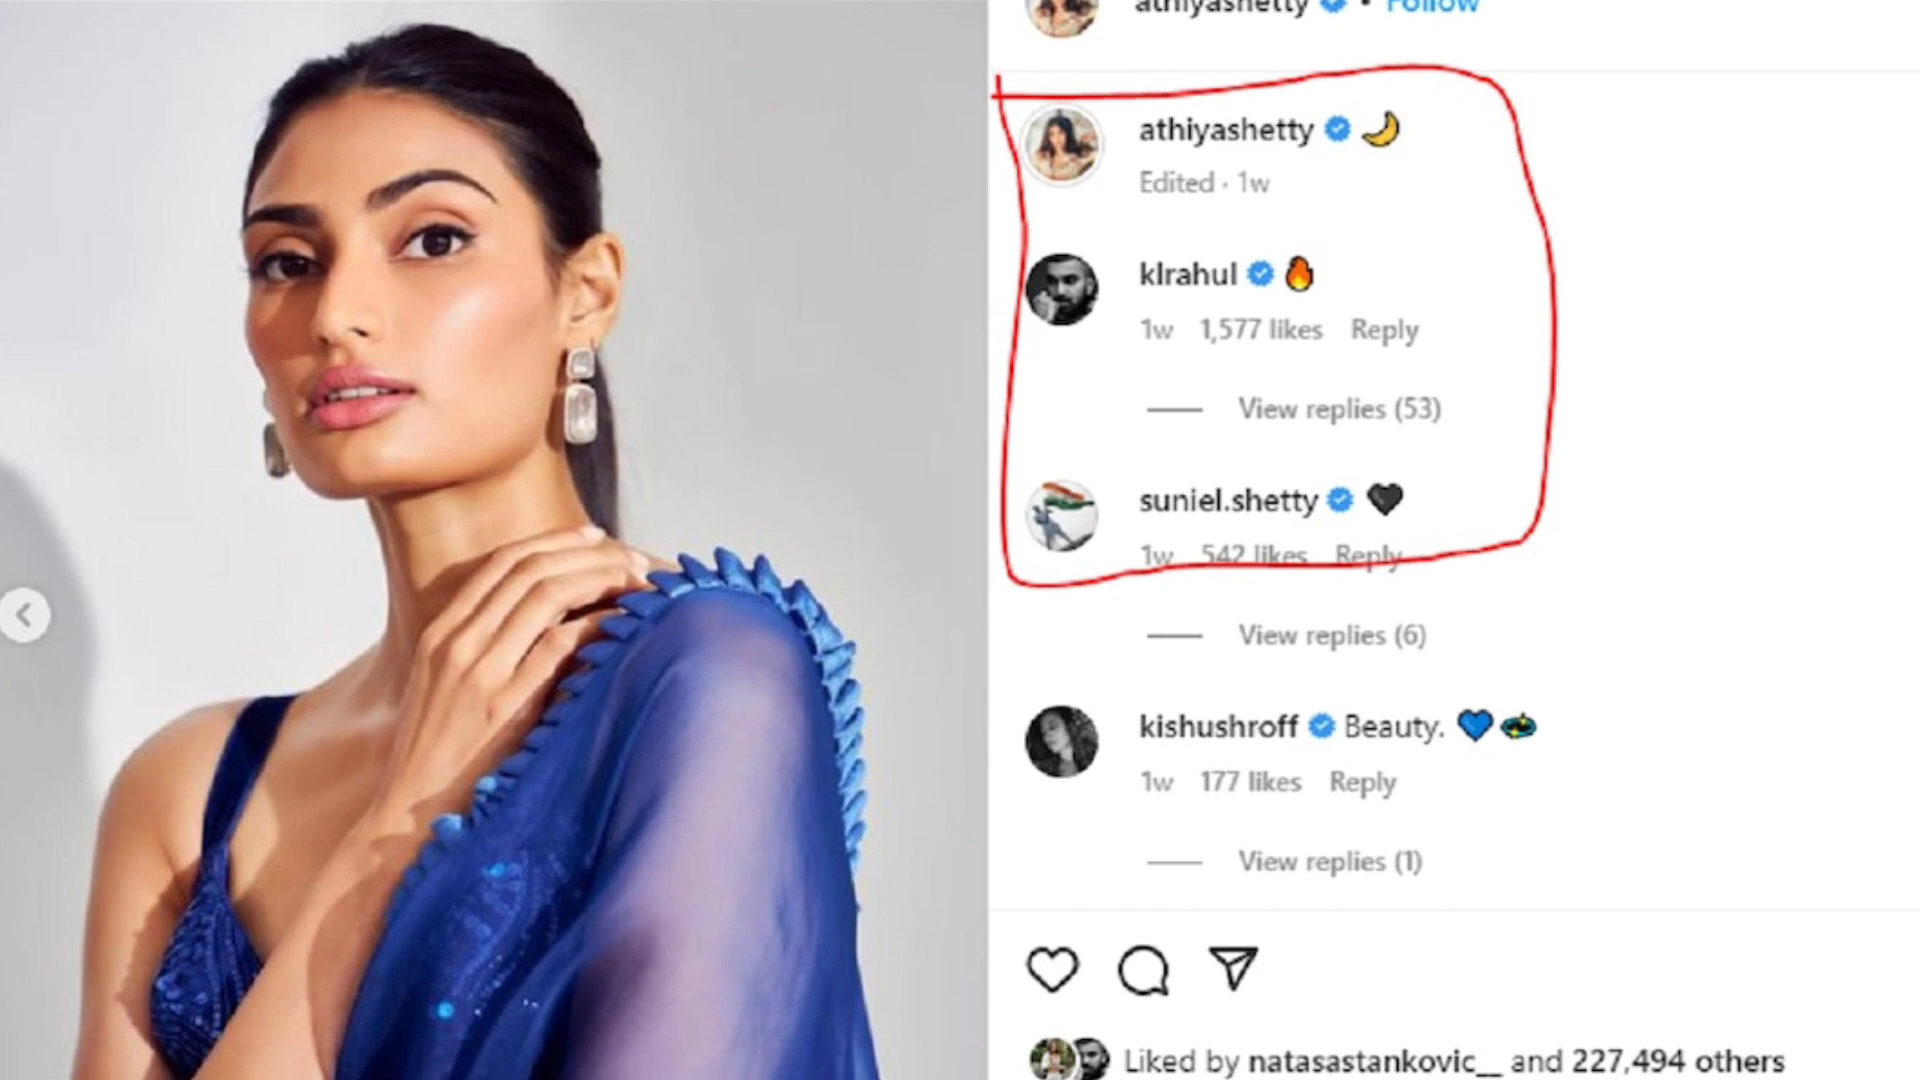 athiyashetty • Follow
athiyashetty 🌙
Edited · 1w
klrahul 🔥
1w 1,577 likes Reply
View replies (53)
suniel.shetty 🖤
1w 542 likes Reply
View replies (6)
kishushroff Beauty. 💙
1w 177 likes Reply
View replies (1)
Liked by natasastankovic__ and 227,494 others